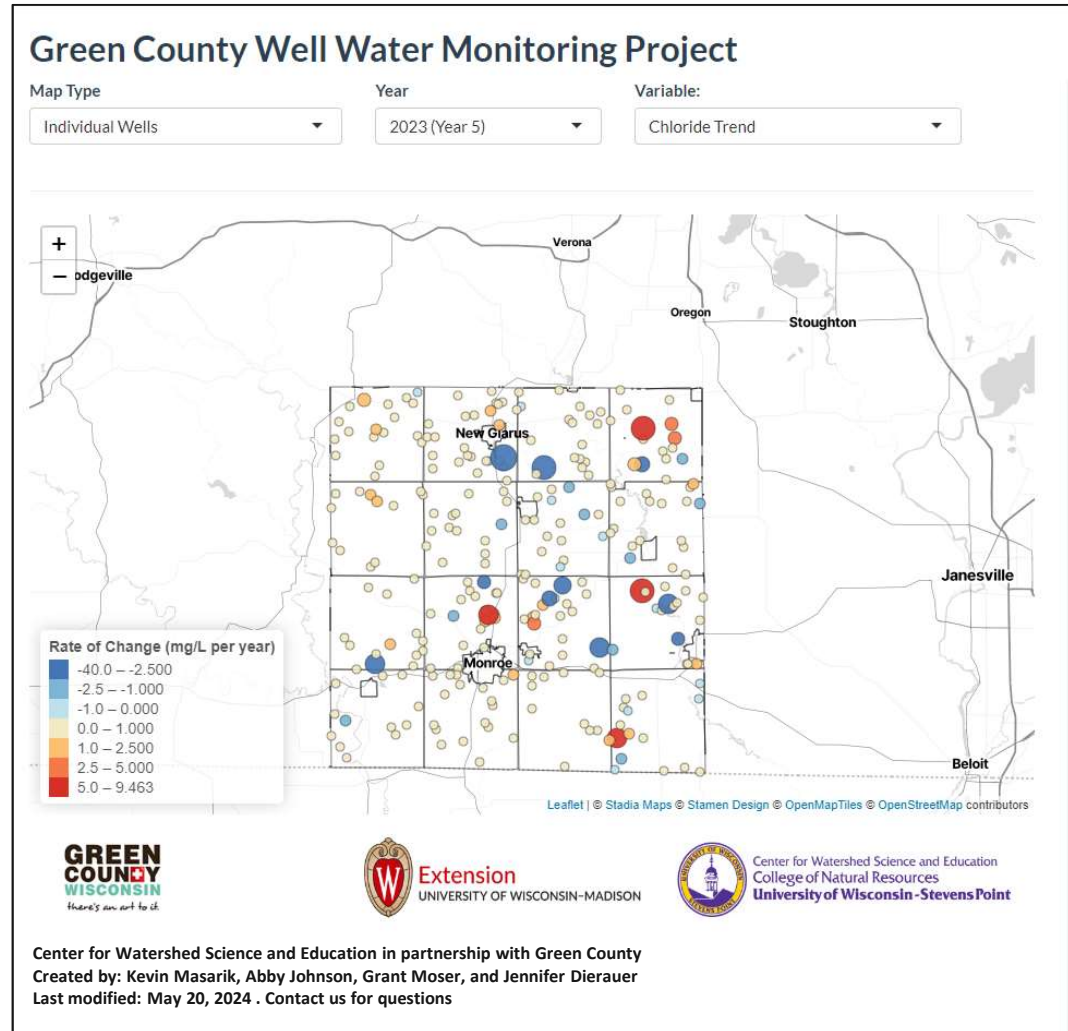 Green County Well Water Monitoring Project
Map Type
Year
Variable:
Individual Wells
2023 (Year 5)
Chloride Trend
+
−
odgeville
Verona
Oregon
Stoughton
New Glarus
Janesville
Monroe
Beloit
Rate of Change (mg/L per year)
-40.0 – -2.500
-2.5 – -1.000
-1.0 – 0.000
0.0 – 1.000
1.0 – 2.500
2.5 – 5.000
5.0 – 9.463
Leaflet | © Stadia Maps © Stamen Design © OpenMapTiles © OpenStreetMap contributors
GREEN
COUNTY
WISCONSIN
there's an art to it.
W
Extension
UNIVERSITY OF WISCONSIN–MADISON
UNIVERSITY OF WISCONSIN
STEVENS POINT
Center for Watershed Science and Education
College of Natural Resources
University of Wisconsin - Stevens Point
Center for Watershed Science and Education in partnership with Green County
Created by: Kevin Masarik, Abby Johnson, Grant Moser, and Jennifer Dierauer
Last modified: May 20, 2024 . Contact us for questions